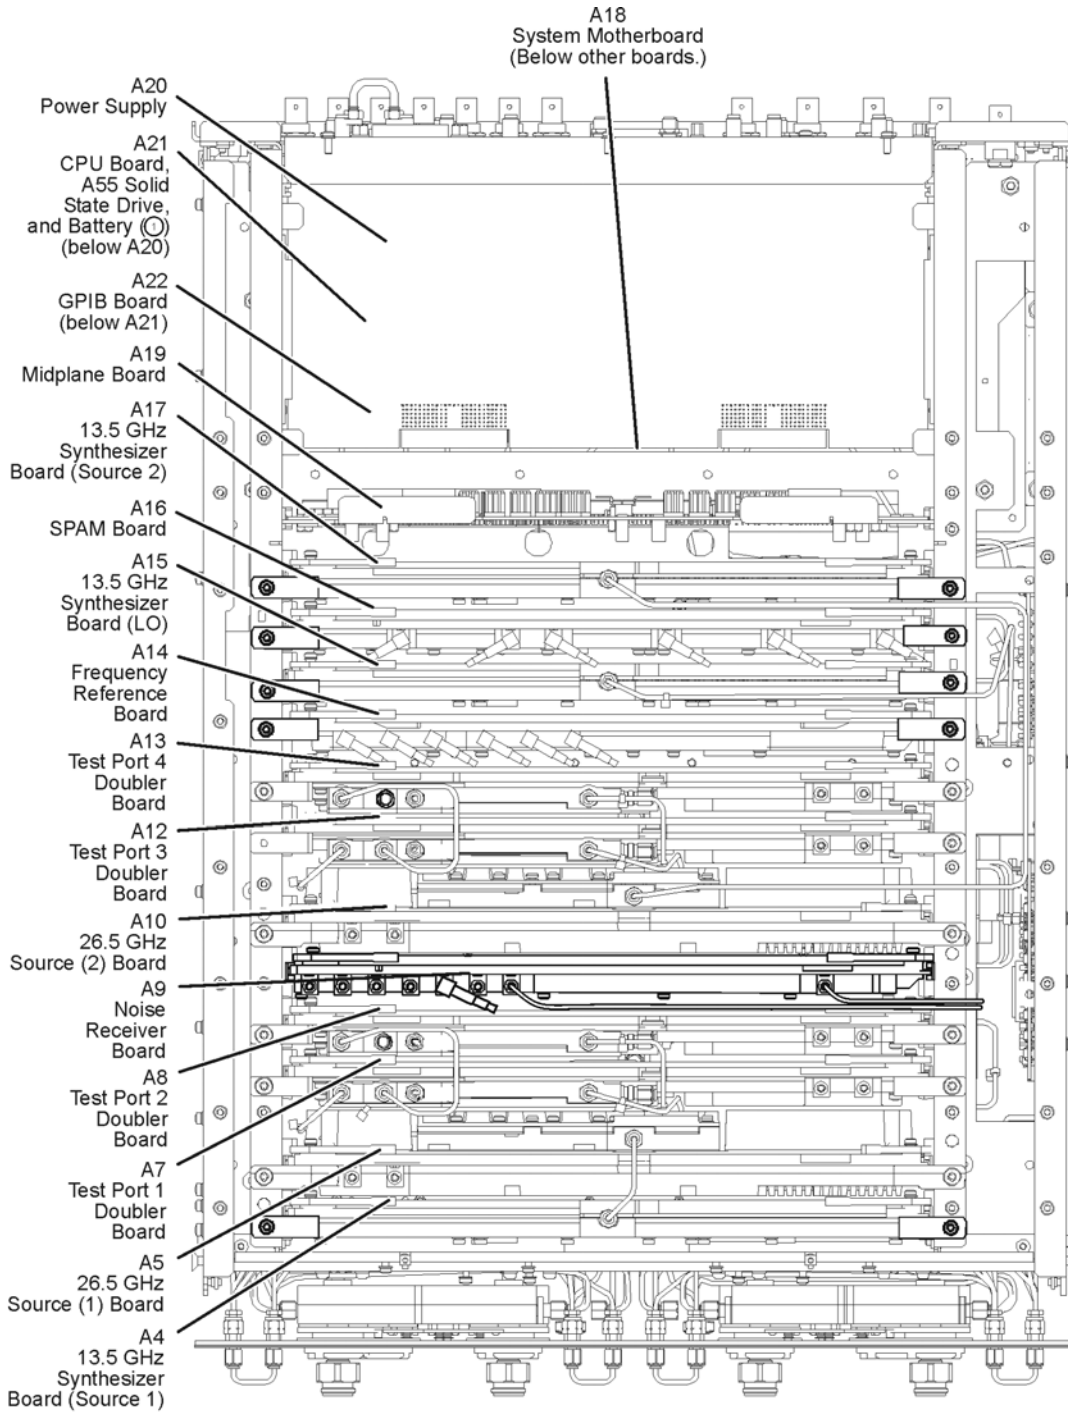 A18
System Motherboard
(Below other boards.)
A20
Power Supply
A21
CPU Board,
A55 Solid
State Drive,
and Battery (①)
(below A20)
A22
GPIB Board
(below A21)
A19
Midplane Board
A17
13.5 GHz
Synthesizer
Board (Source 2)
A16
SPAM Board
A15
13.5 GHz
Synthesizer
Board (LO)
A14
Frequency
Reference
Board
A13
Test Port 4
Doubler
Board
A12
Test Port 3
Doubler
Board
A10
26.5 GHz
Source (2) Board
A9
Noise
Receiver
Board
A8
Test Port 2
Doubler
Board
A7
Test Port 1
Doubler
Board
A5
26.5 GHz
Source (1) Board
A4
13.5 GHz
Synthesizer
Board (Source 1)